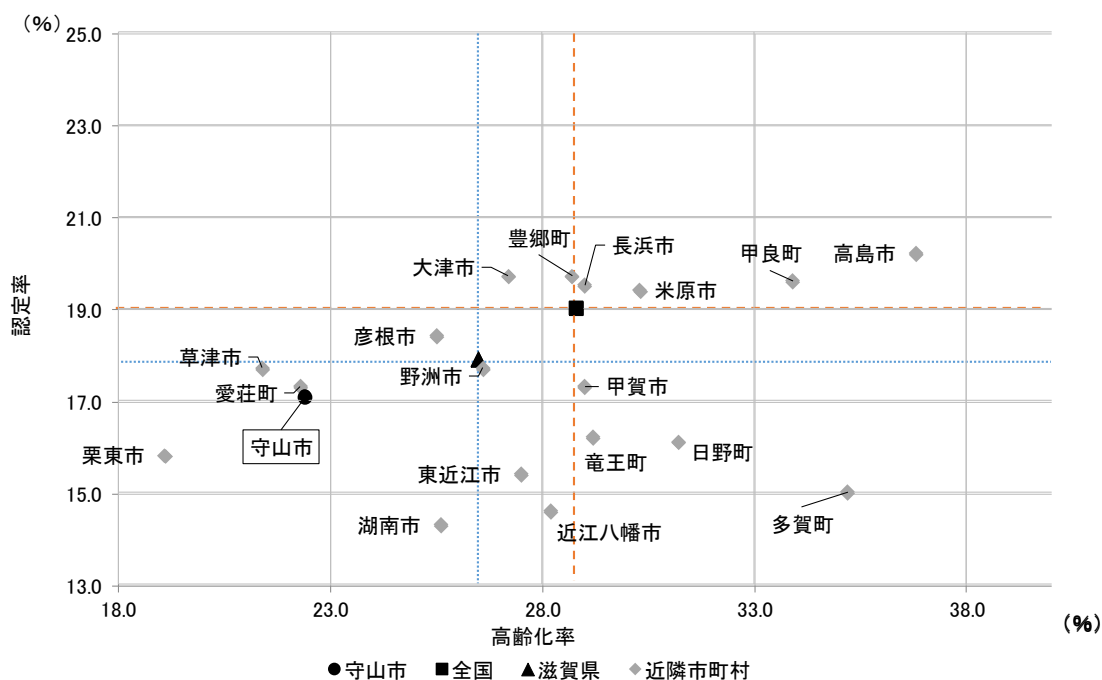 （%）
25.0
23.0
21.0
19.0
17.0
15.0
13.0
認定率
豊郷町
長浜市
大津市
甲良町
高島市
米原市
彦根市
草津市
野洲市
愛荘町
甲賀市
守山市
栗東市
竜王町
日野町
東近江市
湖南市
近江八幡市
多賀町
18.0 23.0 28.0 33.0 38.0
高齢化率
（%）
守山市 全国 滋賀県 近隣市町村